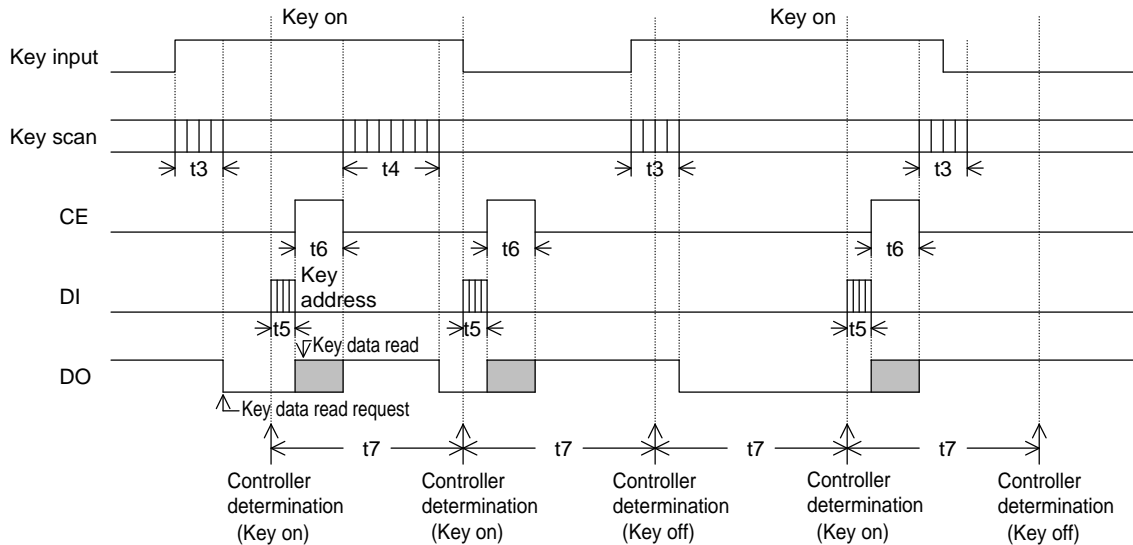 Key on
Key on
Key input
Key scan
t3
t4
t3
t3
CE
t6
t6
t6
Key
address
DI
t5
t5
t5
Key data read
DO
Key data read request
t7
t7
t7
t7
Controller
determination
(Key on)
Controller
determination
(Key on)
Controller
determination
(Key off)
Controller
determination
(Key on)
Controller
determination
(Key off)